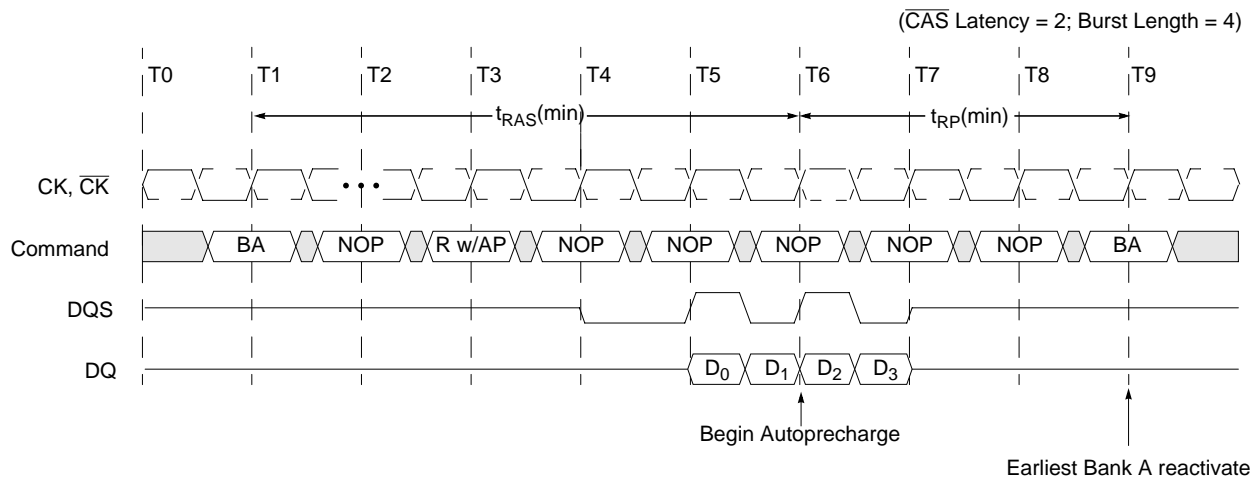 (CAS Latency = 2; Burst Length = 4)
T0 T1 T2 T3 T4 T5 T6 T7 T8 T9
tRAS(min) tRP(min)
CK, CK
Command BA NOP R w/AP NOP NOP NOP NOP NOP BA
DQS
DQ D0 D1 D2 D3
Begin Autoprecharge
Earliest Bank A reactivate